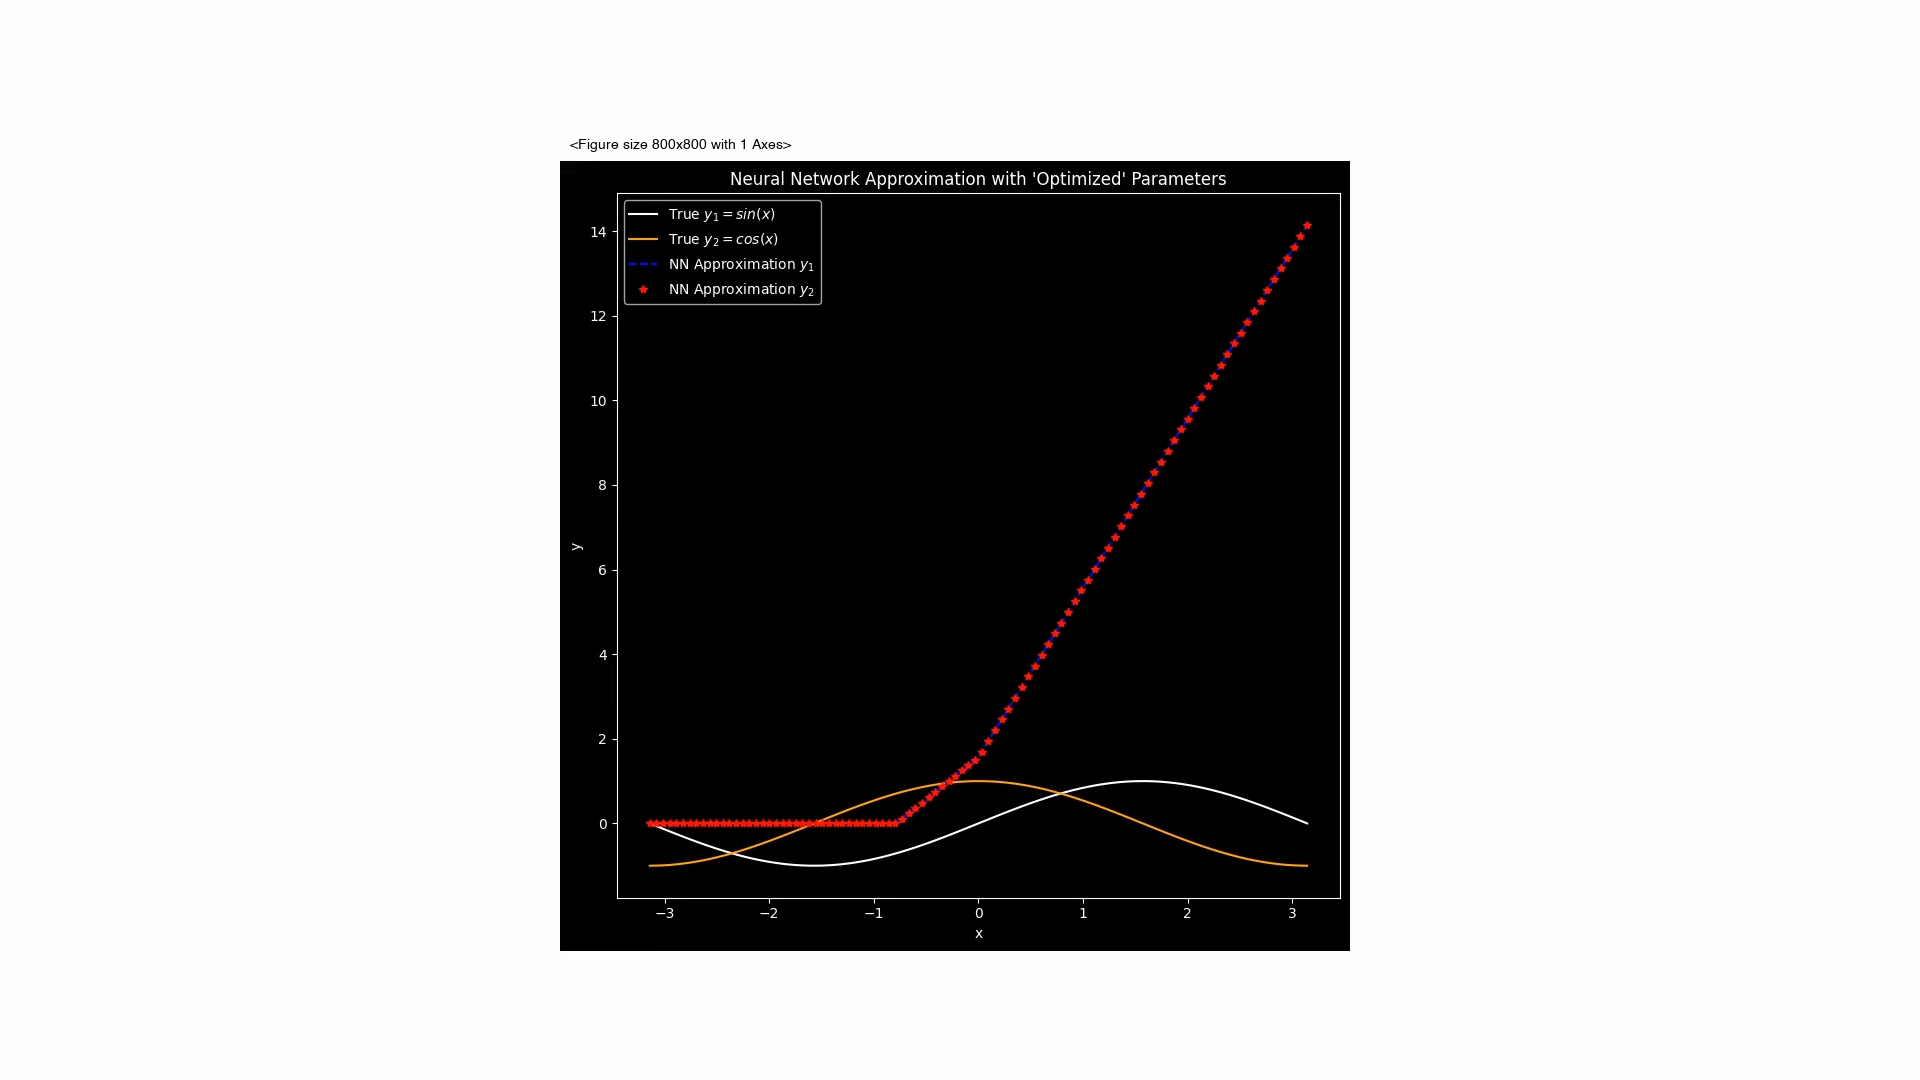 <Figure size 800x800 with 1 Axes>
Neural Network Approximation with 'Optimized' Parameters
True y₁ = sin(x)
True y₂ = cos(x)
NN Approximation y₁
NN Approximation y₂
14
12
10
8
6
4
2
0
y
−3 −2 −1 0 1 2 3
x